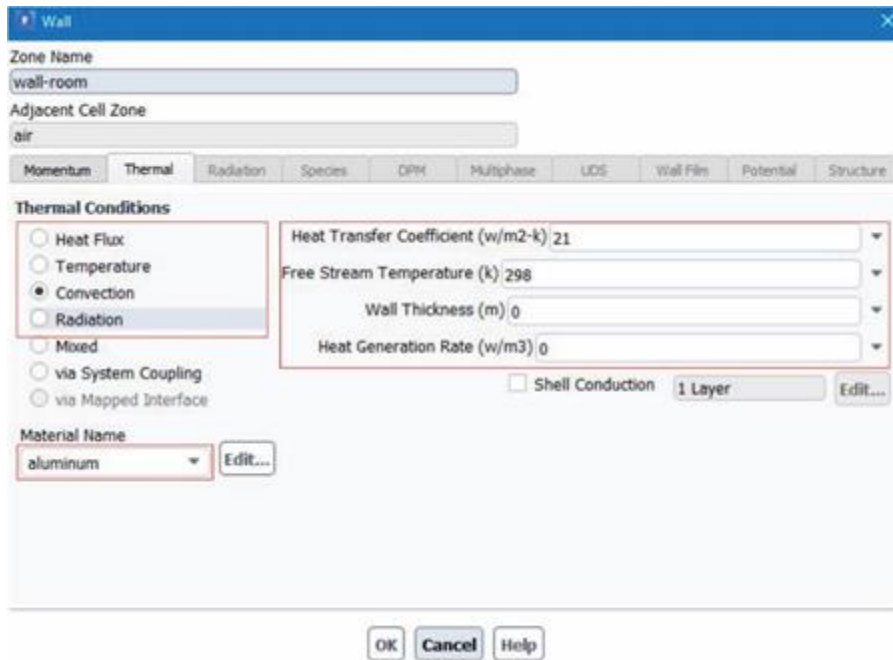 Wall
Zone Name
wall-room
Adjacent Cell Zone
air
Momentum Thermal Radiation Species DPM Multiphase UDS Wall Film Potential Structure
Thermal Conditions
Heat Flux
Temperature
Convection
Radiation
Mixed
via System Coupling
via Mapped Interface
Heat Transfer Coefficient (w/m2-k) 21
Free Stream Temperature (k) 298
Wall Thickness (m) 0
Heat Generation Rate (w/m3) 0
Shell Conduction 1 Layer Edit...
Material Name
aluminum Edit...
OK Cancel Help